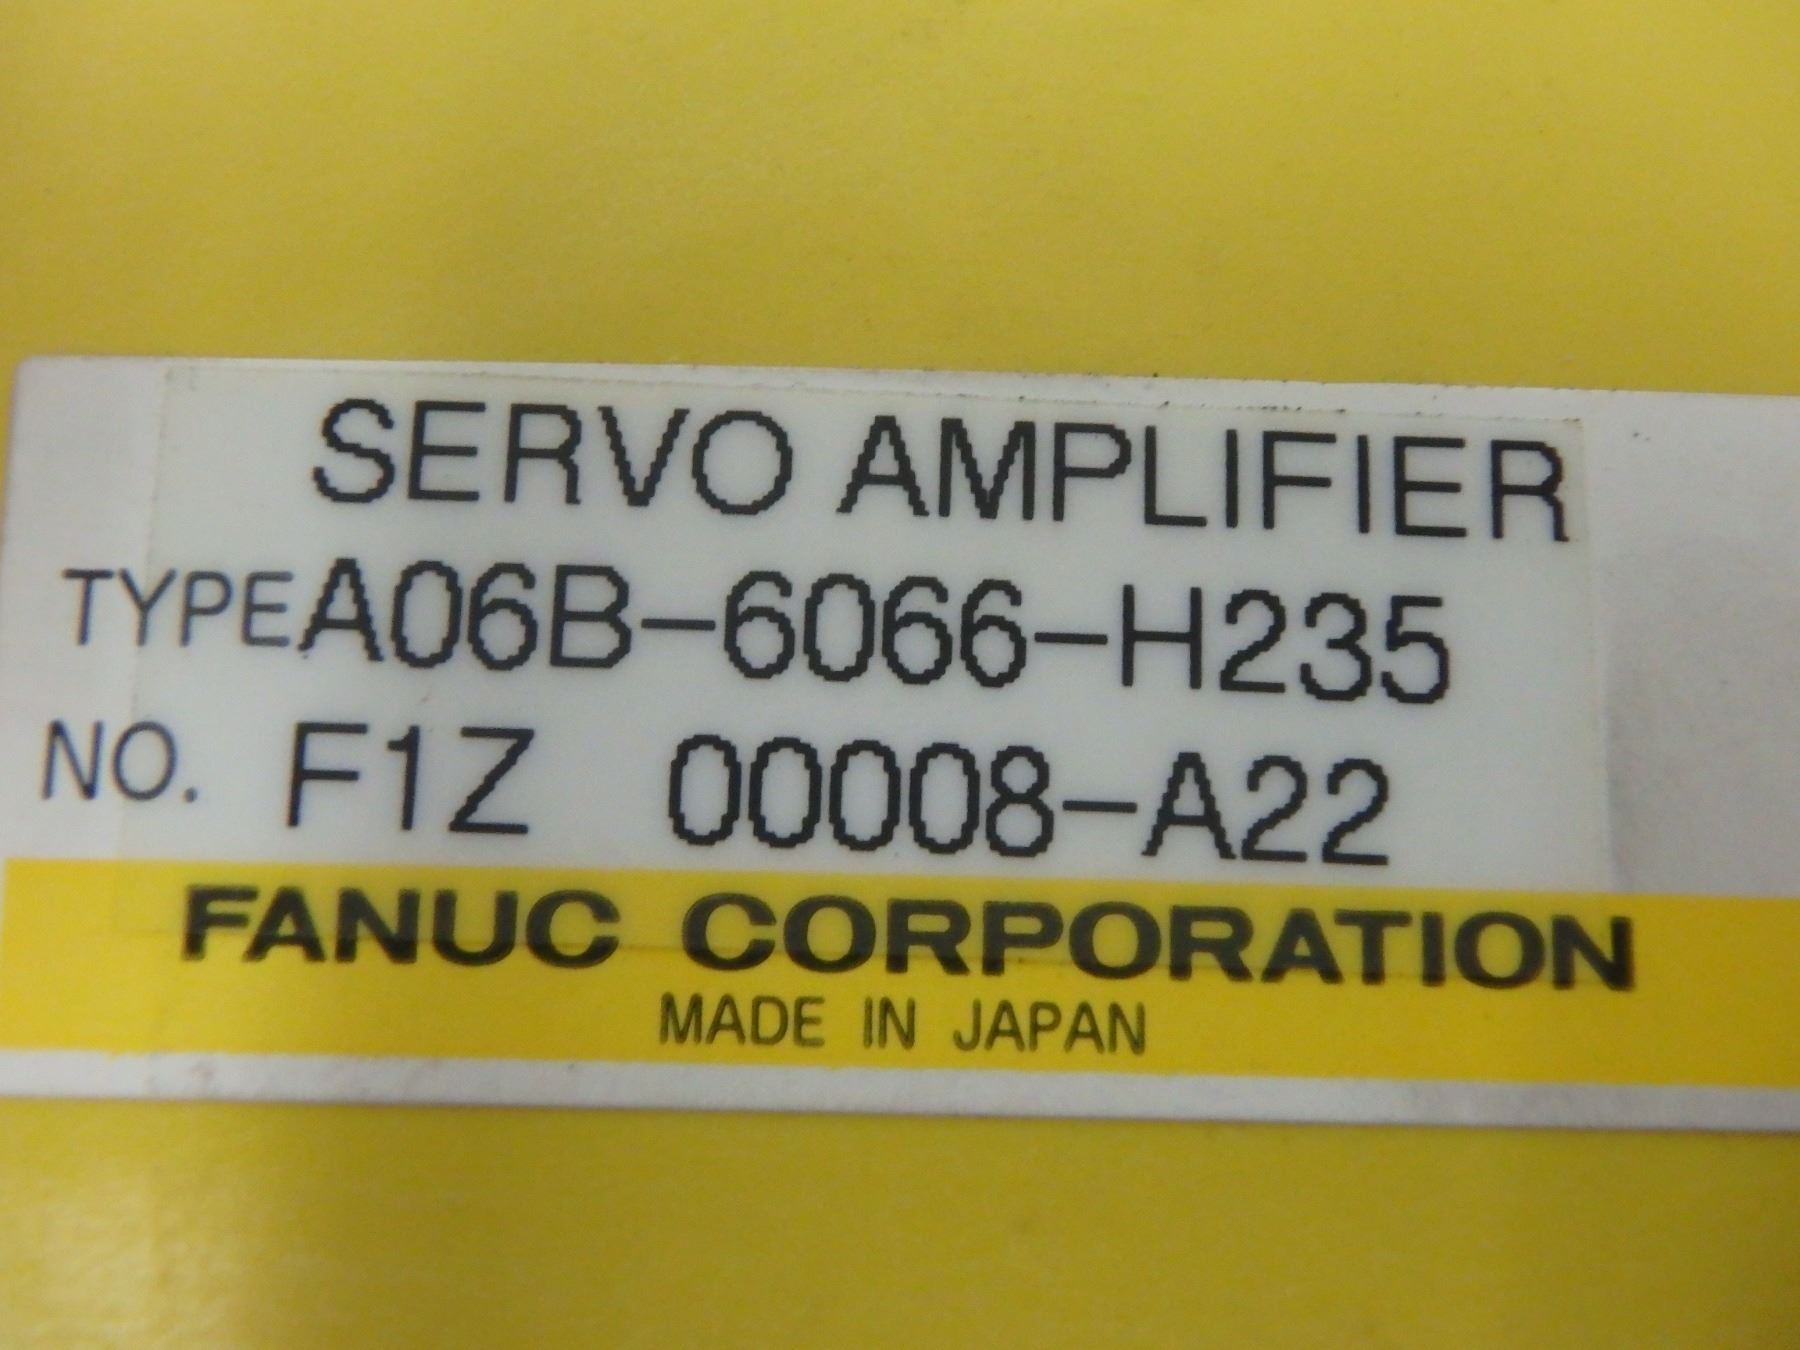 SERVO AMPLIFIER
TYPE A06B-6066-H235
NO. F1Z 00008-A22
FANUC CORPORATION
MADE IN JAPAN